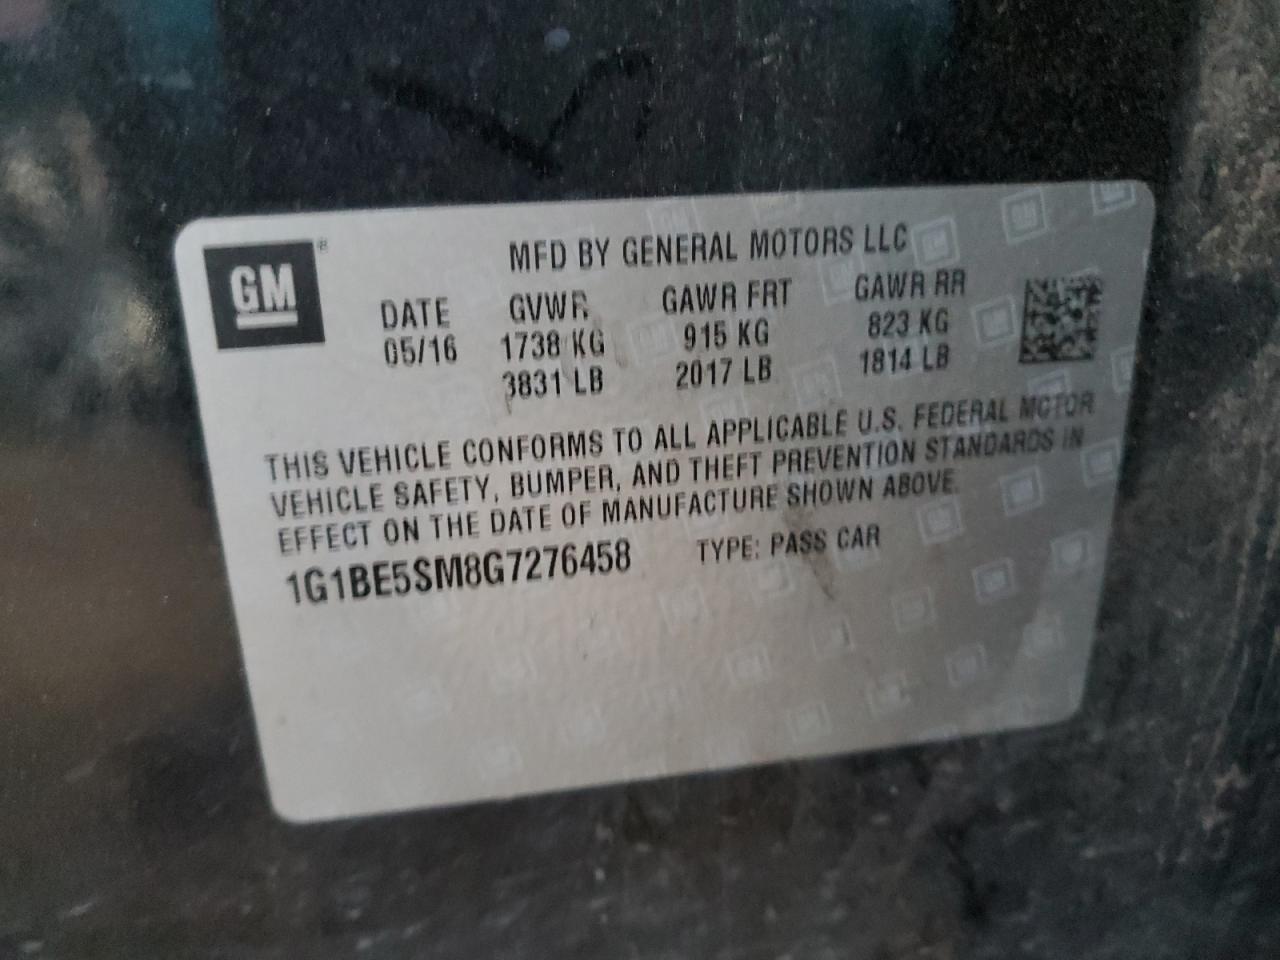 GM ®
MFD BY GENERAL MOTORS LLC
DATE GVWR GAWR FRT GAWR RR
05/16 1738 KG 915 KG 823 KG
3831 LB 2017 LB 1814 LB
THIS VEHICLE CONFORMS TO ALL APPLICABLE U.S. FEDERAL MOTOR
VEHICLE SAFETY, BUMPER, AND THEFT PREVENTION STANDARDS IN
EFFECT ON THE DATE OF MANUFACTURE SHOWN ABOVE.
1G1BE5SM8G7276458 TYPE: PASS CAR